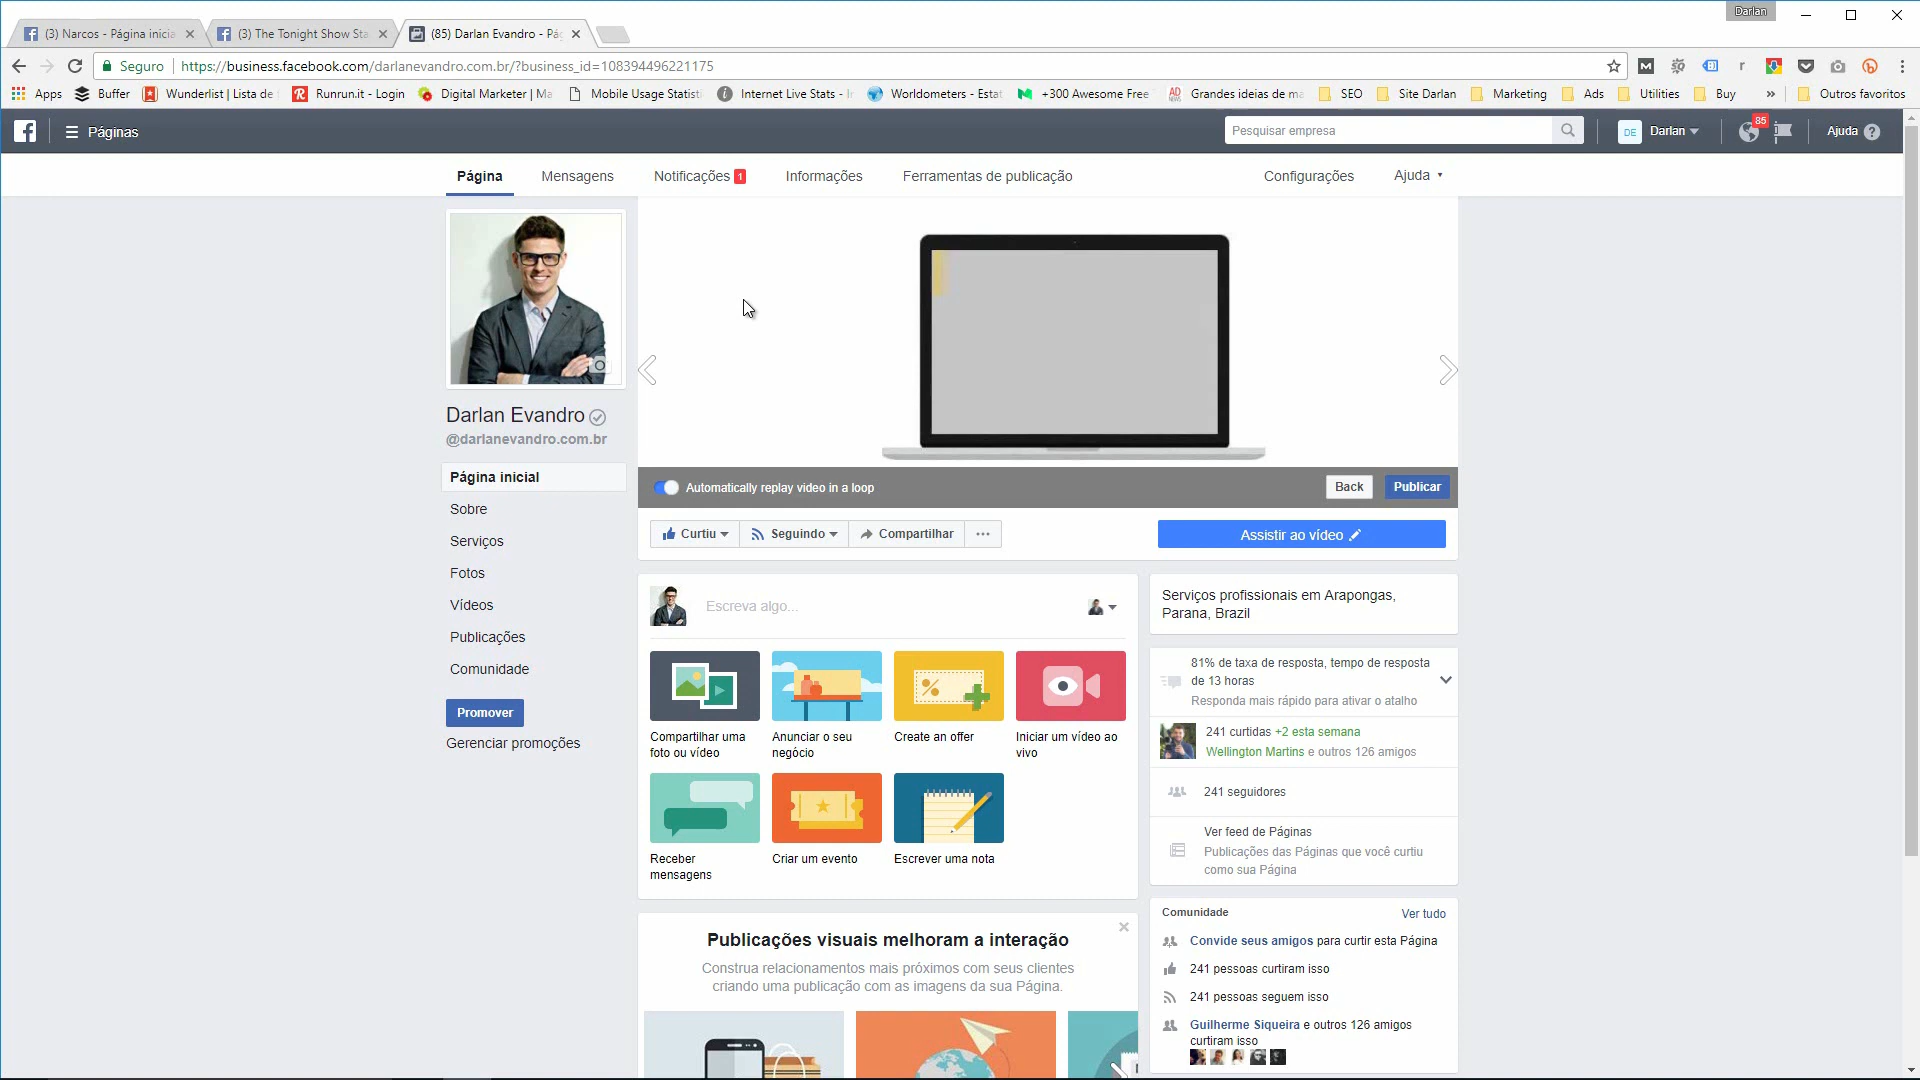 Darlan
(3) Narcos - Página inicia
(3) The Tonight Show Sta
(85) Darlan Evandro - Pág
Seguro
https://business.facebook.com/darlanevandro.com.br/?business_id=108394496221175
Apps
Buffer
Wunderlist | Lista de
Runrun.it - Login
Digital Marketer | Ma
Mobile Usage Statisti
Internet Live Stats - In
Worldometers - Estat
+300 Awesome Free
Grandes ideias de ma
SEO
Site Darlan
Marketing
Ads
Utilities
Buy
»
Outros favoritos
Páginas
Pesquisar empresa
DE
Darlan
85
Ajuda
Página
Mensagens
Notificações 1
Informações
Ferramentas de publicação
Configurações
Ajuda
Darlan Evandro
@darlanevandro.com.br
Página inicial
Sobre
Serviços
Fotos
Vídeos
Publicações
Comunidade
Promover
Gerenciar promoções
Automatically replay video in a loop
Back
Publicar
Curtiu
Seguindo
Compartilhar
Assistir ao vídeo
Escreva algo...
Compartilhar uma
foto ou vídeo
Anunciar o seu
negócio
Create an offer
Iniciar um vídeo ao
vivo
Receber
mensagens
Criar um evento
Escrever uma nota
Publicações visuais melhoram a interação
Construa relacionamentos mais próximos com seus clientes
criando uma publicação com as imagens da sua Página.
Serviços profissionais em Arapongas,
Parana, Brazil
81% de taxa de resposta, tempo de resposta
de 13 horas
Responda mais rápido para ativar o atalho
241 curtidas +2 esta semana
Wellington Martins e outros 126 amigos
241 seguidores
Ver feed de Páginas
Publicações das Páginas que você curtiu
como sua Página
Comunidade
Ver tudo
Convide seus amigos para curtir esta Página
241 pessoas curtiram isso
241 pessoas seguem isso
Guilherme Siqueira e outros 126 amigos
curtiram isso